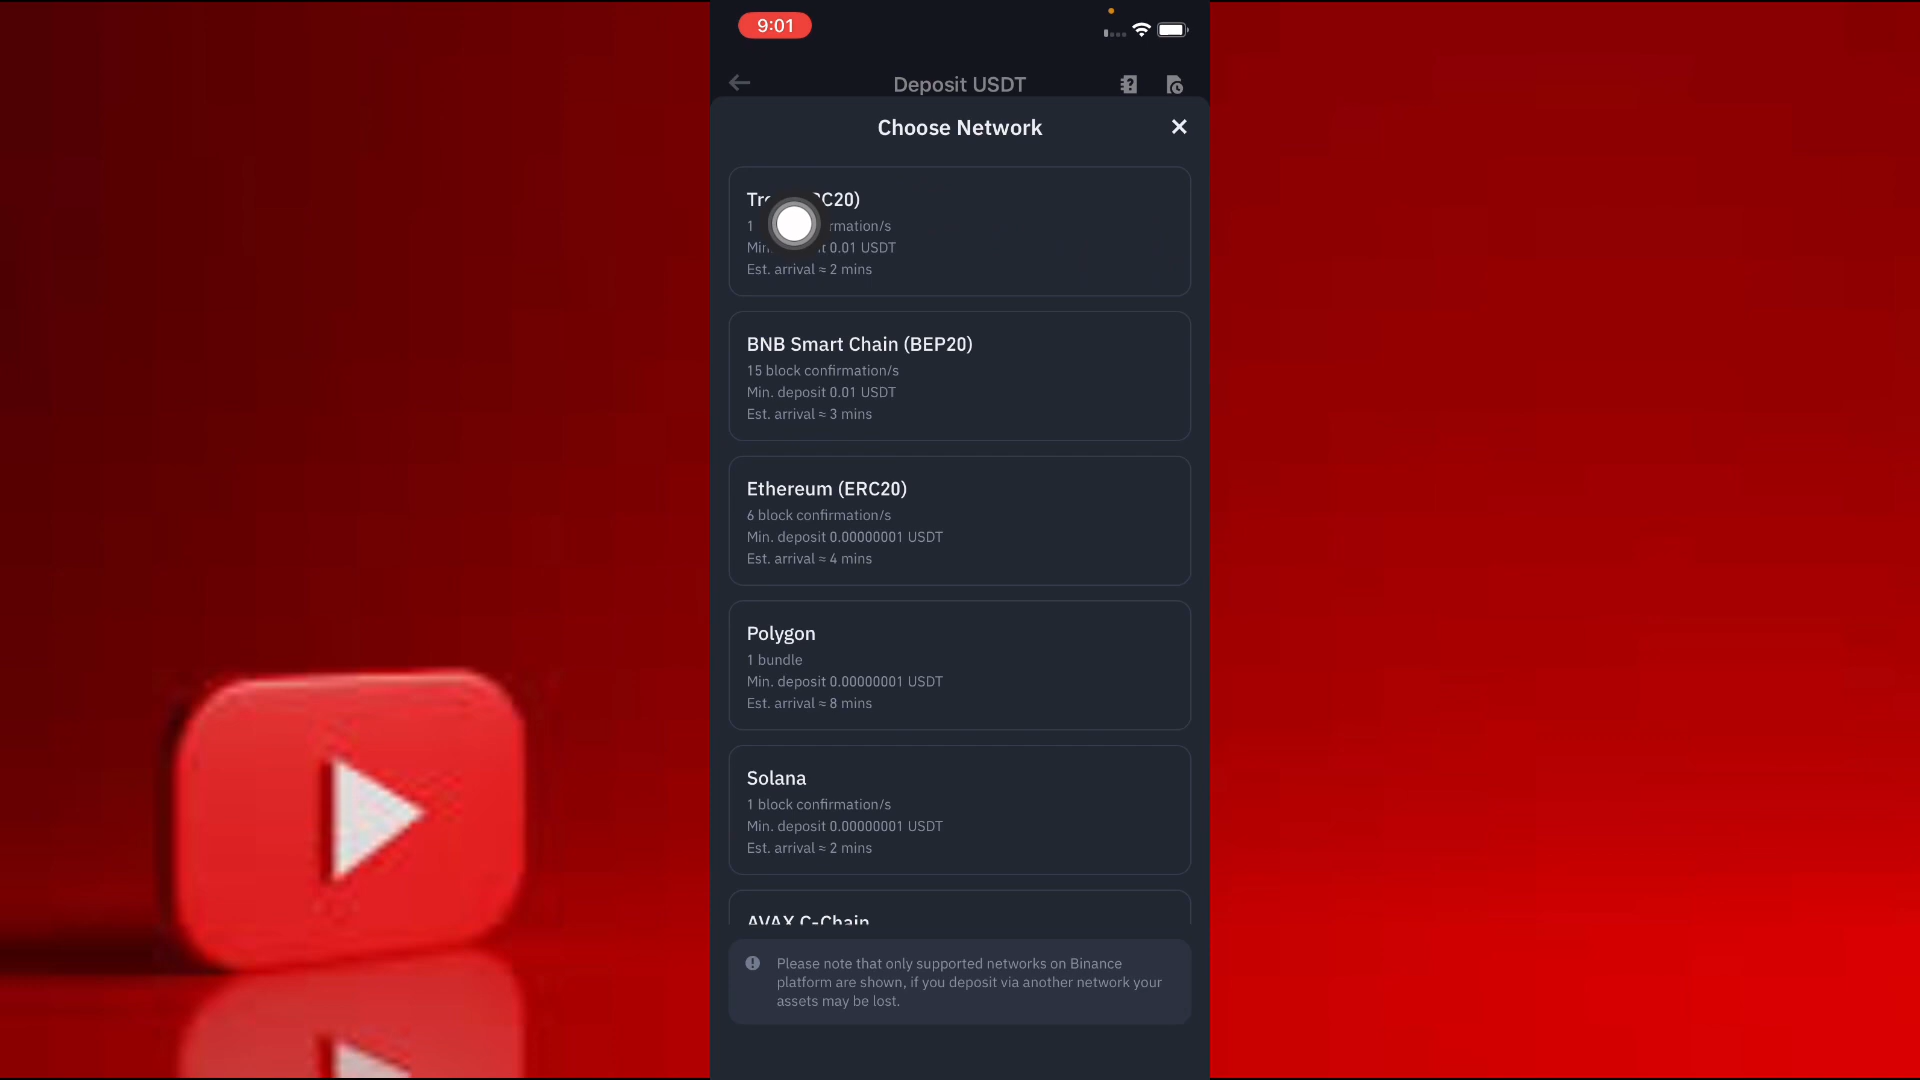 9:01
Deposit USDT
Choose Network
C20)
1
Est. arrival ≈ 2 mins
0.01 USDT
BNB Smart Chain (BEP20)
15 block confirmation/s
Min. deposit 0.01 USDT
Est. arrival ≈ 3 mins
Ethereum (ERC20)
6 block confirmation/s
Min. deposit 0.00000001 USDT
Est. arrival ≈ 4 mins
Polygon
1 bundle
Min. deposit 0.00000001 USDT
Est. arrival ≈ 8 mins
Solana
1 block confirmation/s
Min. deposit 0.00000001 USDT
Est. arrival ≈ 2 mins
AVAX C-Chain
Please note that only supported networks on Binance
platform are shown, if you deposit via another network your
assets may be lost.